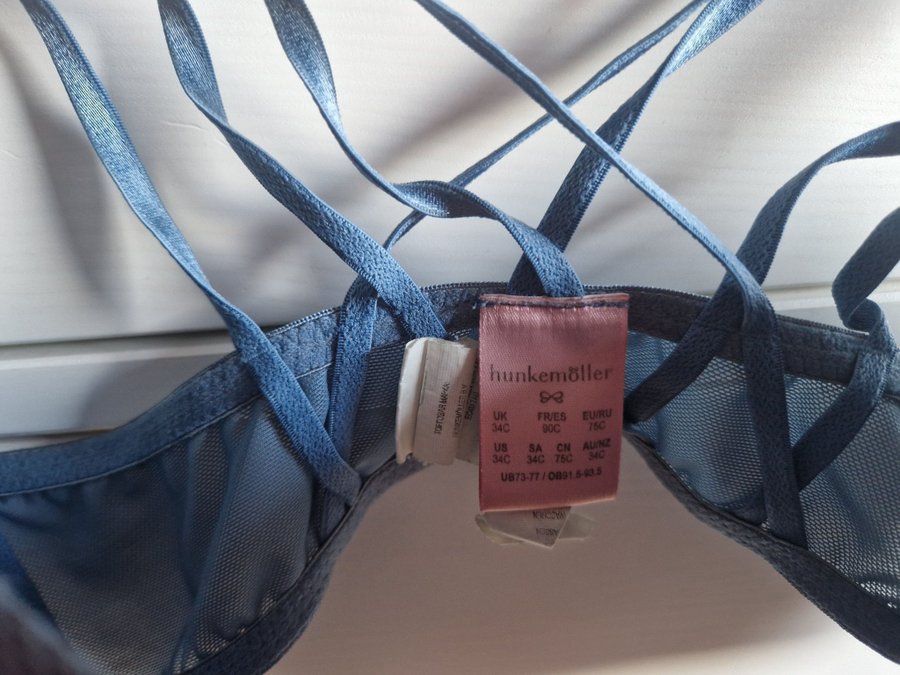 hunkemöller
UK FR/ES EU/RU
34C 90C 75C
US SA CN AU/NZ
34C 34C 75C 34C
UB73-77 / OB91.5-93.5